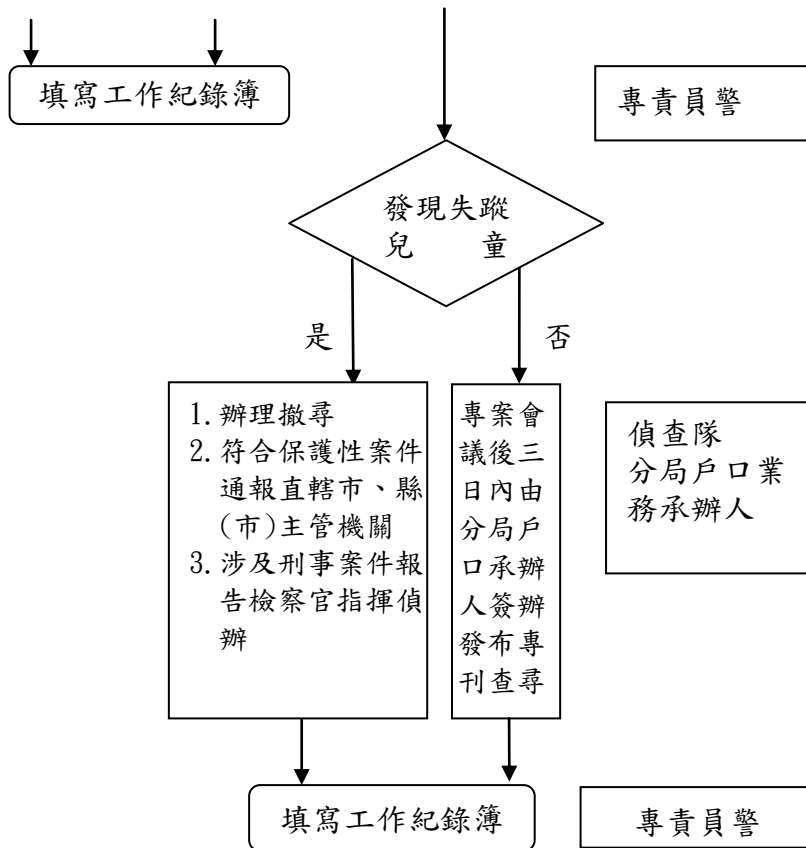 填寫工作紀錄簿
專責員警
發現失蹤
兒　　童
是
否
1. 辦理撤尋
2. 符合保護性案件
通報直轄市、縣
(市)主管機關
3. 涉及刑事案件報
告檢察官指揮偵
辦
專案會
議後三
日內由
分局戶
口承辦
人簽辦
發布專
刊查尋
偵查隊
分局戶口業
務承辦人
填寫工作紀錄簿
專責員警